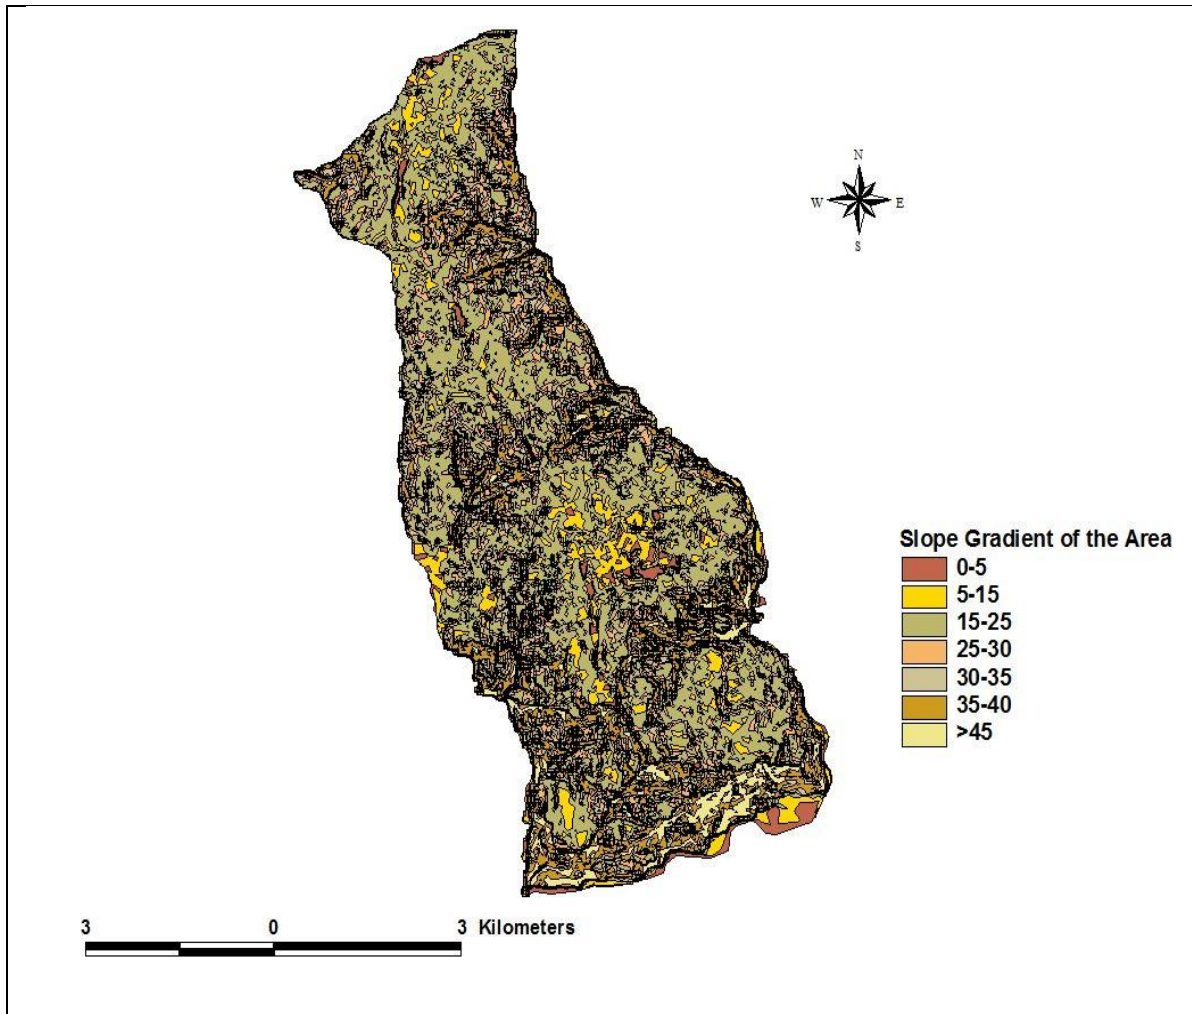 N
W E
S
Slope Gradient of the Area
0-5
5-15
15-25
25-30
30-35
35-40
>45
3 0 3 Kilometers